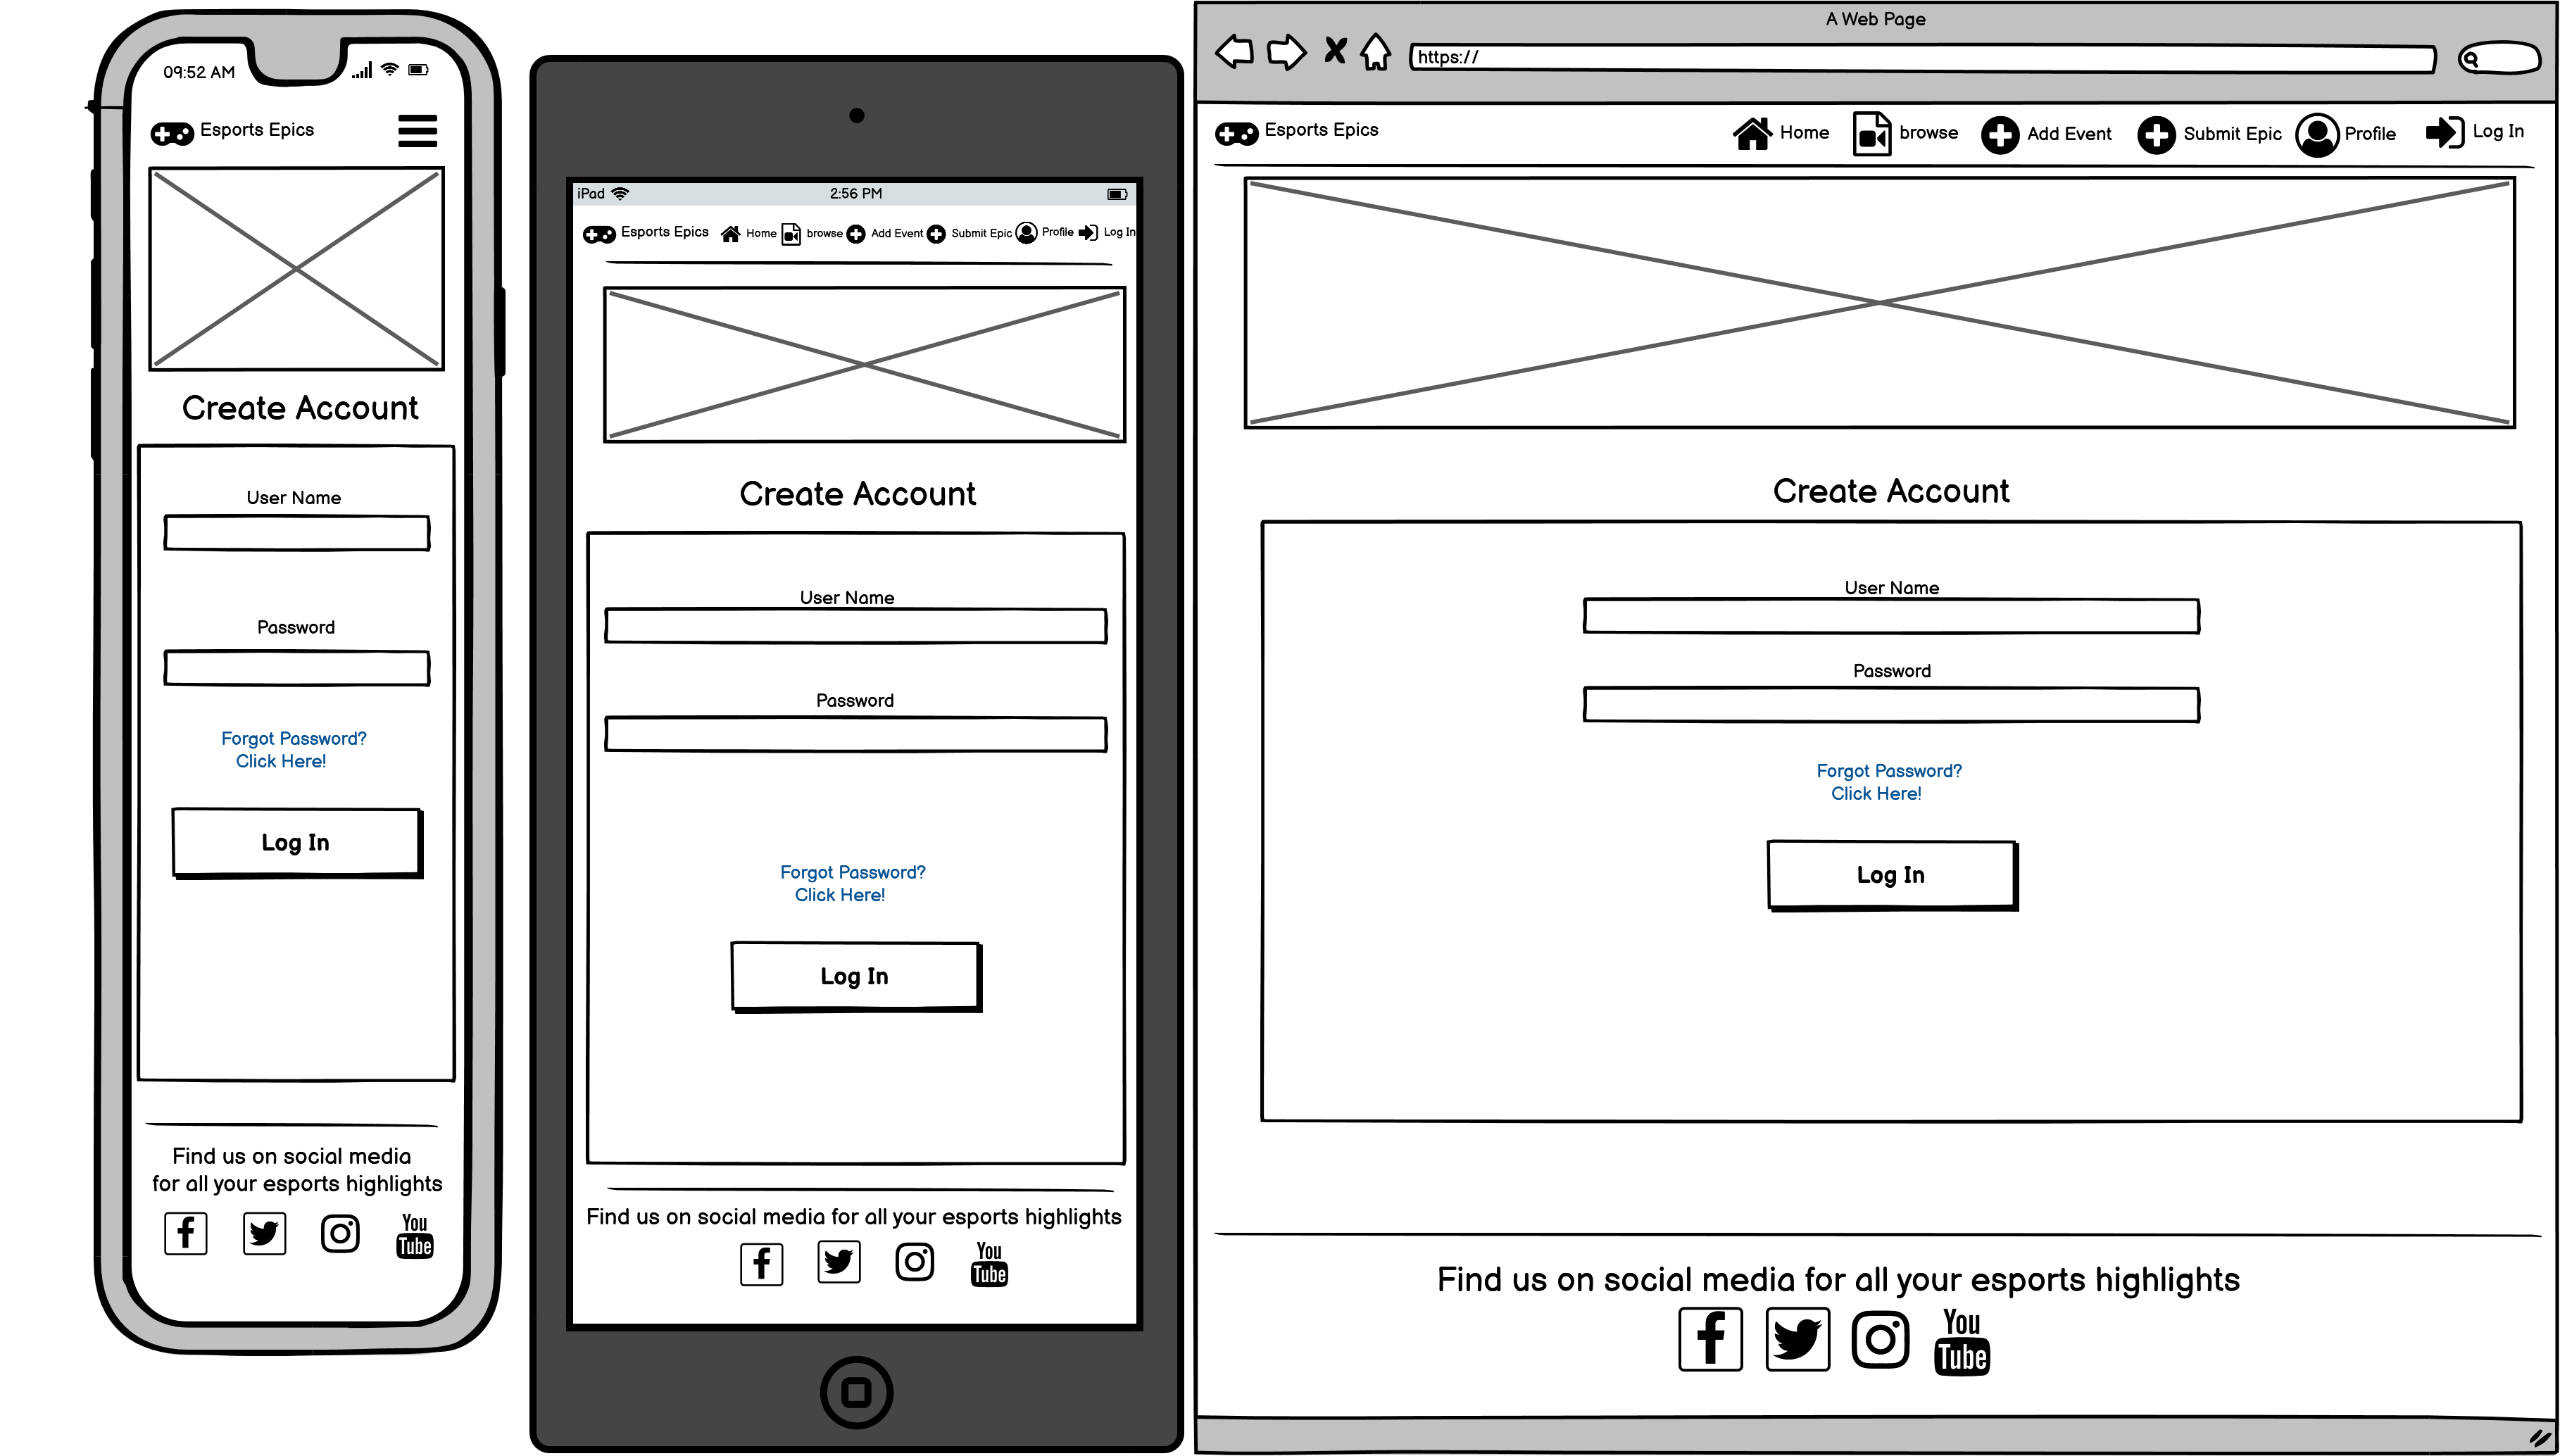 09:52 AM
Esports Epics
Create Account
User Name
Password
Forgot Password?
Click Here!
Log In
Find us on social media
for all your esports highlights
f
You
Tube
iPad
2:56 PM
Esports Epics Home browse Add Event Submit Epic Profile Log In
Create Account
User Name
Password
Forgot Password?
Click Here!
Log In
Find us on social media for all your esports highlights
f
You
Tube
A Web Page
https://
Esports Epics Home browse Add Event Submit Epic Profile Log In
Create Account
User Name
Password
Forgot Password?
Click Here!
Log In
Find us on social media for all your esports highlights
f
You
Tube